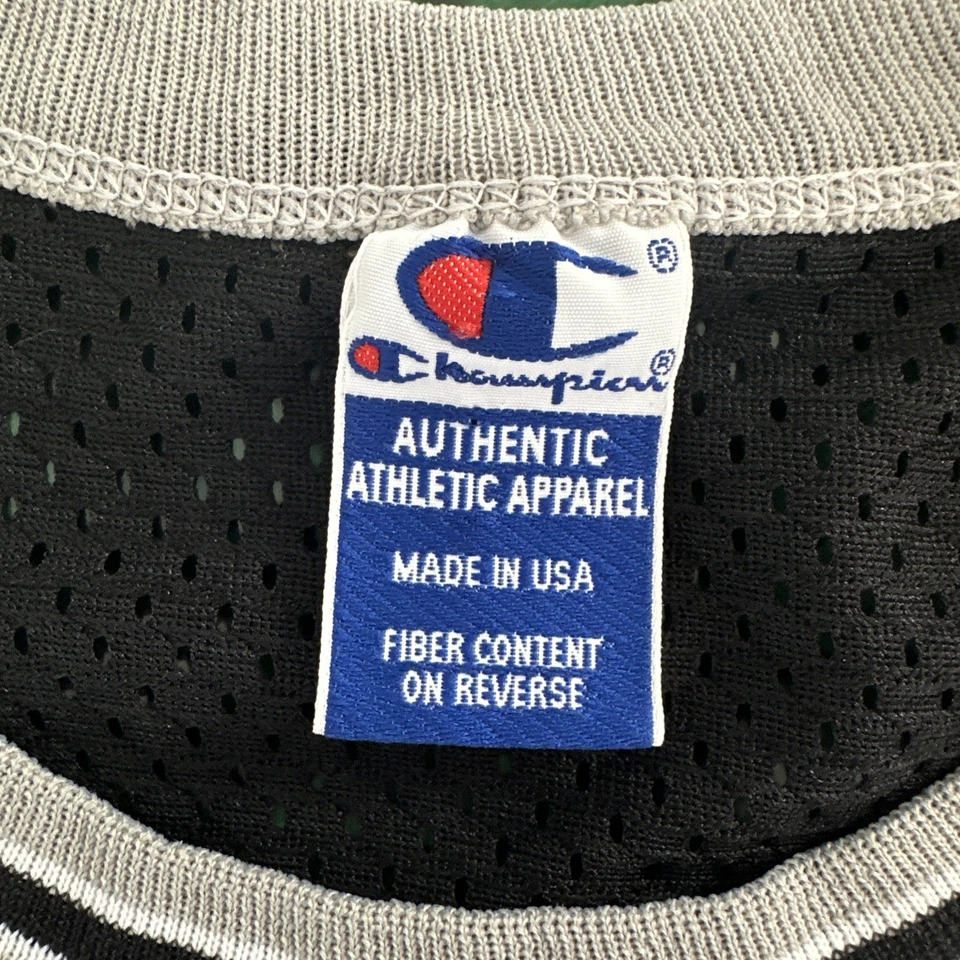 ®
Champion®
AUTHENTIC
ATHLETIC APPAREL
MADE IN USA
FIBER CONTENT
ON REVERSE